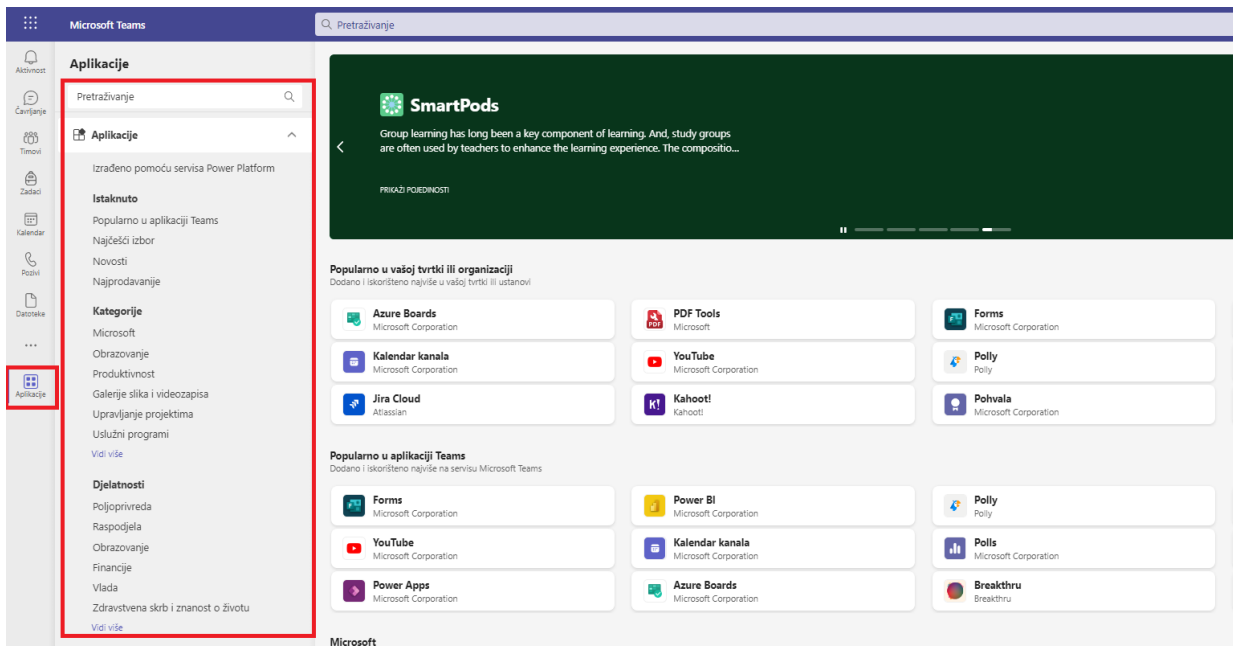 Microsoft Teams
Pretraživanje
Aktivnost
Čavrljanje
Timovi
Zadaci
Kalendar
Pozivi
Datoteke
Aplikacije
Aplikacije
Pretraživanje
Aplikacije
Izrađeno pomoću servisa Power Platform
Istaknuto
Popularno u aplikaciji Teams
Najčešći izbor
Novosti
Najprodavanije
Kategorije
Microsoft
Obrazovanje
Produktivnost
Galerije slika i videozapisa
Upravljanje projektima
Uslužni programi
Vidi više
Djelatnosti
Poljoprivreda
Raspodjela
Obrazovanje
Financije
Vlada
Zdravstvena skrb i znanost o životu
Vidi više
SmartPods
Group learning has long been a key component of learning. And, study groups
are often used by teachers to enhance the learning experience. The compositio...
PRIKAŽI POJEDINOSTI
Popularno u vašoj tvrtki ili organizaciji
Dodano i iskorišteno najviše u vašoj tvrtki ili ustanovi
Azure Boards
Microsoft Corporation
PDF Tools
Microsoft
Forms
Microsoft Corporation
Kalendar kanala
Microsoft Corporation
YouTube
Microsoft Corporation
Polly
Polly
Jira Cloud
Atlassian
Kahoot!
Kahoot!
Pohvala
Microsoft Corporation
Popularno u aplikaciji Teams
Dodano i iskorišteno najviše na servisu Microsoft Teams
Forms
Microsoft Corporation
Power BI
Microsoft Corporation
Polly
Polly
YouTube
Microsoft Corporation
Kalendar kanala
Microsoft Corporation
Polls
Microsoft Corporation
Power Apps
Microsoft Corporation
Azure Boards
Microsoft Corporation
Breakthru
Breakthru
Microsoft